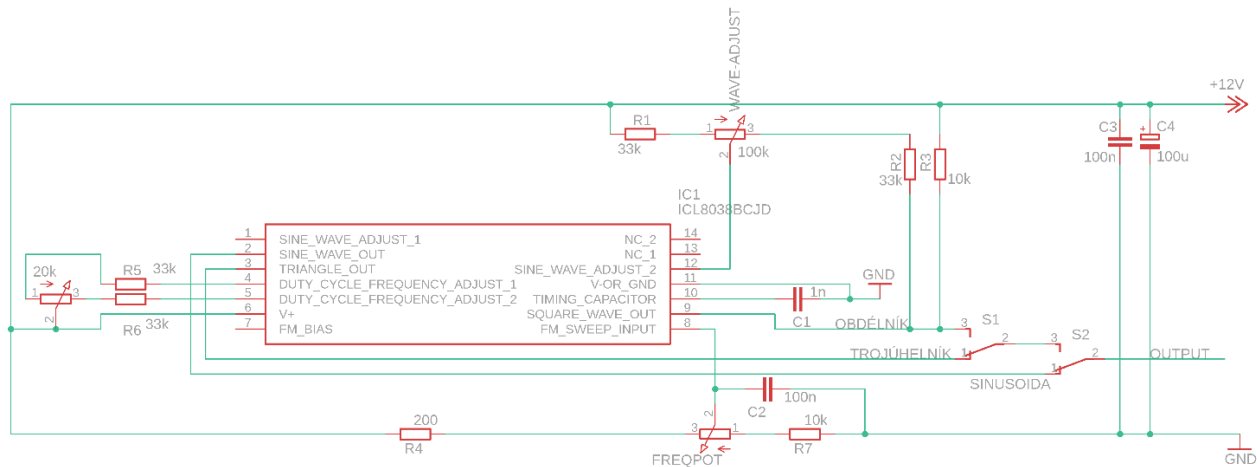 WAVE-ADJUST
+12V
R1
1
3
33k
2
100k
R2
33k
R3
10k
C3
100n
+
C4
100u
IC1
ICL8038BCJD
1 SINE_WAVE_ADJUST_1 NC_2 14
2 SINE_WAVE_OUT NC_1 13
3 TRIANGLE_OUT SINE_WAVE_ADJUST_2 12
4 DUTY_CYCLE_FREQUENCY_ADJUST_1 V-OR_GND 11
5 DUTY_CYCLE_FREQUENCY_ADJUST_2 TIMING_CAPACITOR 10
6 V+ SQUARE_WAVE_OUT 9
7 FM_BIAS FM_SWEEP_INPUT 8
20k
1
3
2
R5 33k
R6 33k
GND
1n
C1
OBDÉLNÍK
3
S1
2
1
TROJÚHELNÍK
3
S2
2
1
OUTPUT
SINUSOIDA
100n
C2
200
R4
2
3
1
FREQPOT
10k
R7
GND